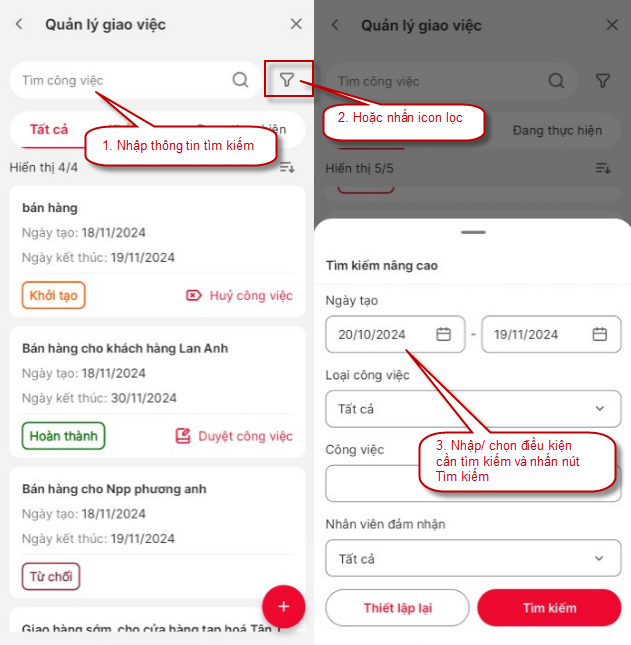 Quản lý giao việc
Tìm công việc
Tất cả
hiện
1. Nhập thông tin tìm kiếm
Hiển thị 4/4
bán hàng
Ngày tạo: 18/11/2024
Ngày kết thúc: 19/11/2024
Khởi tạo
Huỷ công việc
Bán hàng cho khách hàng Lan Anh
Ngày tạo: 18/11/2024
Ngày kết thúc: 30/11/2024
Hoàn thành
Duyệt công việc
Bán hàng cho Npp phương anh
Ngày tạo: 18/11/2024
Ngày kết thúc: 19/11/2024
Từ chối
Giao hàng sớm cho cửa hàng tạp hoá Tân 1
Quản lý giao việc
Tìm công việc
2. Hoặc nhấn icon lọc
Đang thực hiện
Hiển thị 5/5
Tìm kiếm nâng cao
Ngày tạo
20/10/2024 - 19/11/2024
Loại công việc
Tất cả
Công việc
3. Nhập/ chọn điều kiện
cần tìm kiếm và nhấn nút
Tìm kiếm
Nhân viên đảm nhận
Tất cả
Thiết lập lại
Tìm kiếm